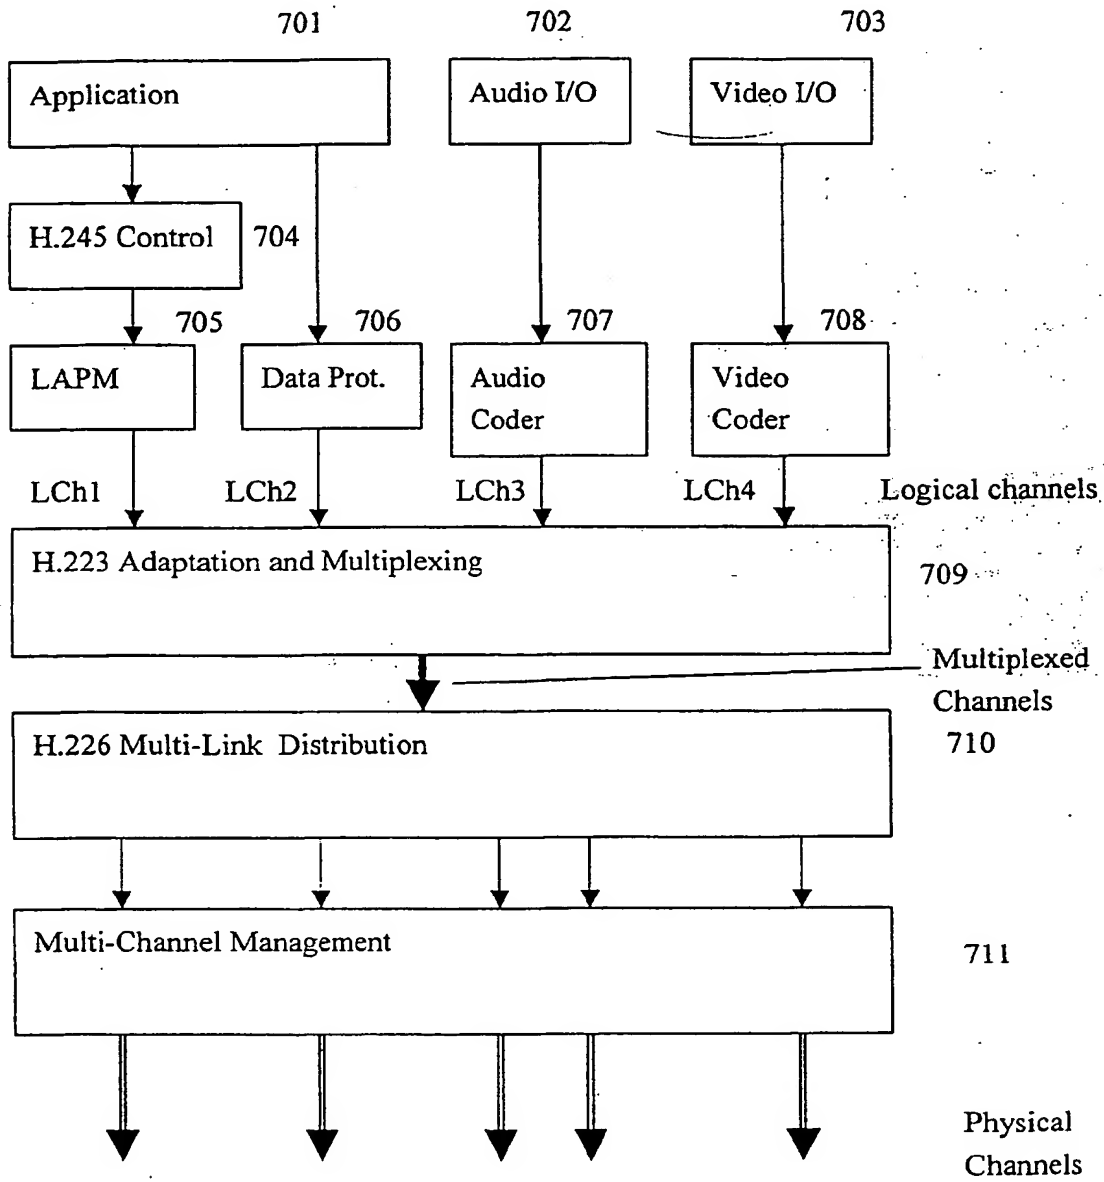 701 702 703
Application Audio I/O Video I/O
H.245 Control 704
705 706 707 708
LAPM Data Prot. Audio Coder Video Coder
LCh1 LCh2 LCh3 LCh4 Logical channels
H.223 Adaptation and Multiplexing
709
Multiplexed
Channels
H.226 Multi-Link Distribution 710
Multi-Channel Management 711
Physical
Channels